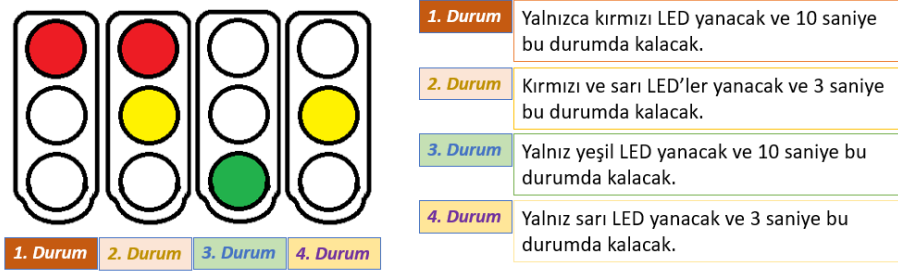 1. Durum
2. Durum
3. Durum
4. Durum
1. Durum
Yalnızca kırmızı LED yanacak ve 10 saniye
bu durumda kalacak.
2. Durum
Kırmızı ve sarı LED’ler yanacak ve 3 saniye
bu durumda kalacak.
3. Durum
Yalnız yeşil LED yanacak ve 10 saniye bu
durumda kalacak.
4. Durum
Yalnız sarı LED yanacak ve 3 saniye bu
durumda kalacak.